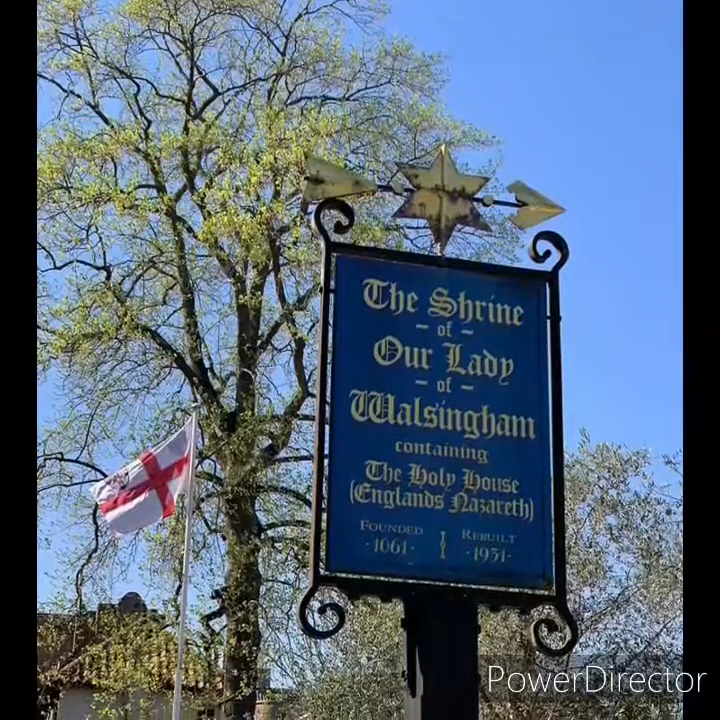 The Shrine
- of -
Our Lady
- of -
Walsingham
containing
The Holy House
(Englands Nazareth)
FOUNDED REBUILT
·1061· ·1931·
PowerDirector